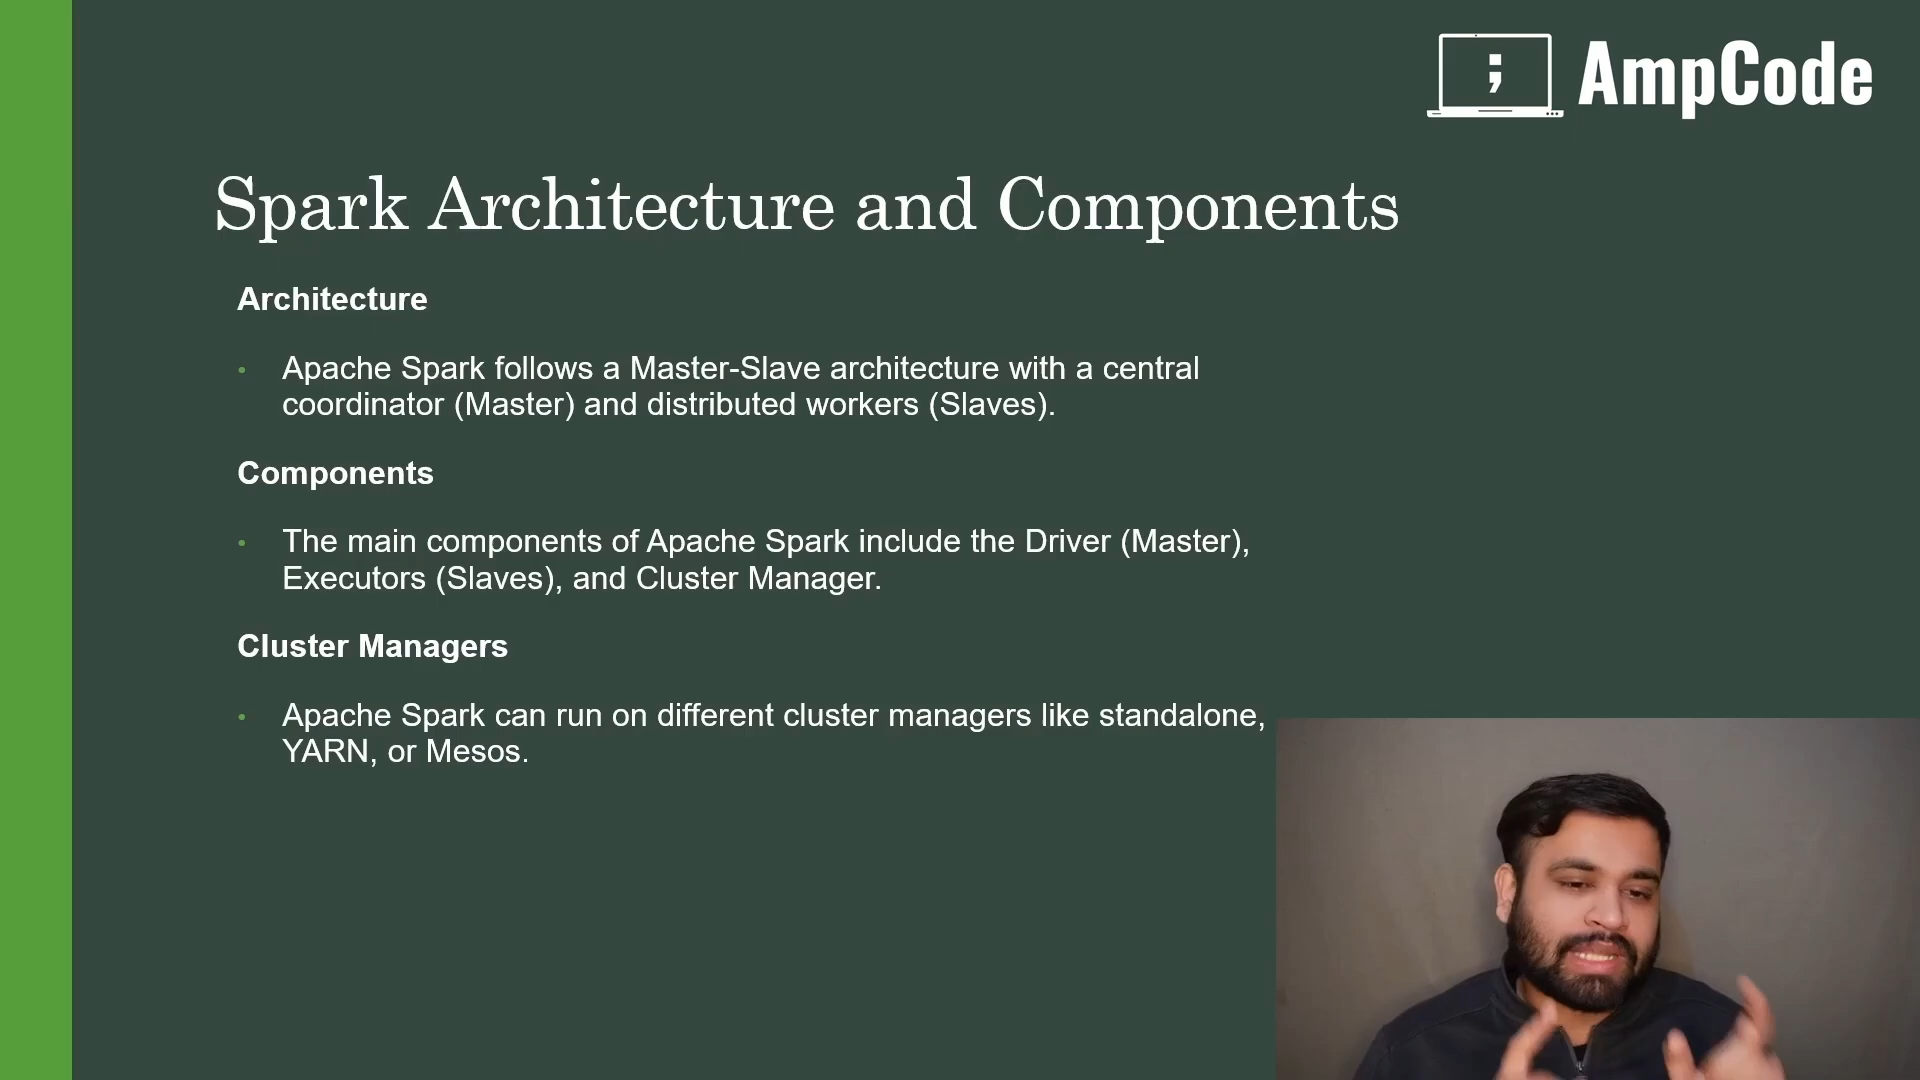 ;
AmpCode
Spark Architecture and Components
Architecture
• Apache Spark follows a Master-Slave architecture with a central
coordinator (Master) and distributed workers (Slaves).
Components
• The main components of Apache Spark include the Driver (Master),
Executors (Slaves), and Cluster Manager.
Cluster Managers
• Apache Spark can run on different cluster managers like standalone,
YARN, or Mesos.